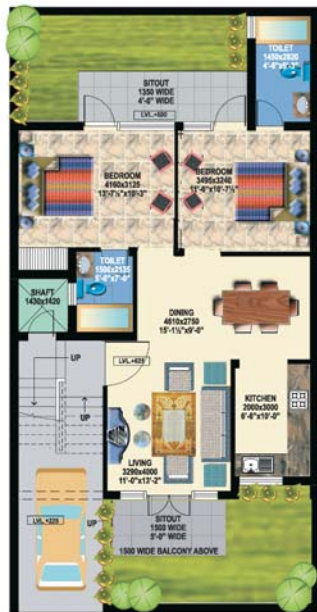 TOILET
1450x2820
4'-9"x9'-3"
SITOUT
1350 WIDE
4'-6" WIDE
LVL.+600
BEDROOM
4160x3125
13'-7½"x10'-3"
BEDROOM
3495x3240
11'-6"x10'-7½"
TOILET
1500x2135
5'-0"x7'-0"
SHAFT
1430x1420
DINING
4610x2750
15'-1½"x9'-0"
UP
LVL.+625
UP
KITCHEN
2000x3000
6'-6"x10'-0"
LIVING
3290x4000
11'-0"x13'-2"
LVL.+225
UP
SITOUT
1500 WIDE
5'-0" WIDE
1500 WIDE BALCONY ABOVE